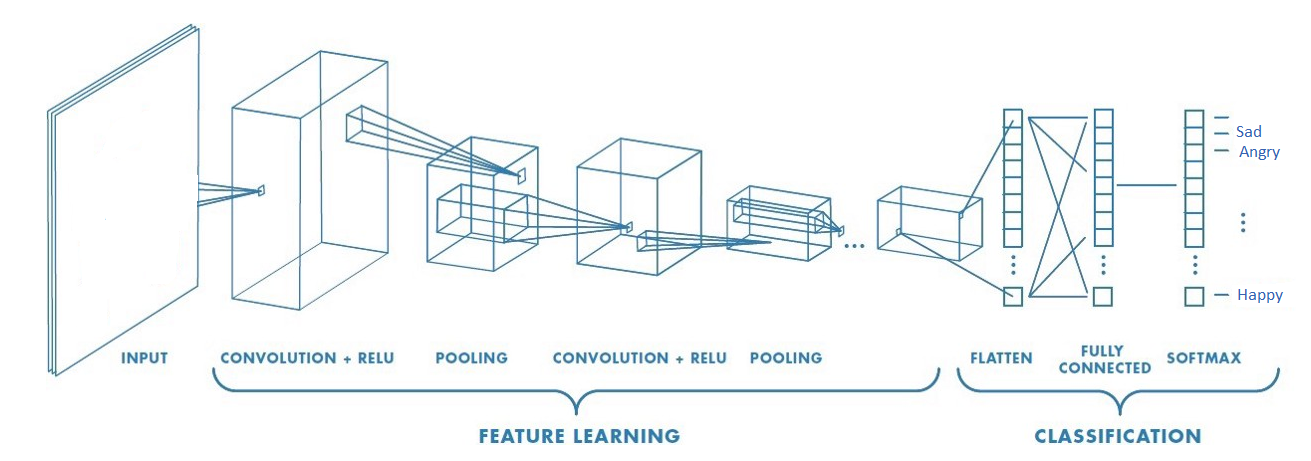 Sad
Angry
Happy
INPUT
CONVOLUTION + RELU
POOLING
CONVOLUTION + RELU
POOLING
FLATTEN
FULLY
CONNECTED
SOFTMAX
FEATURE LEARNING
CLASSIFICATION